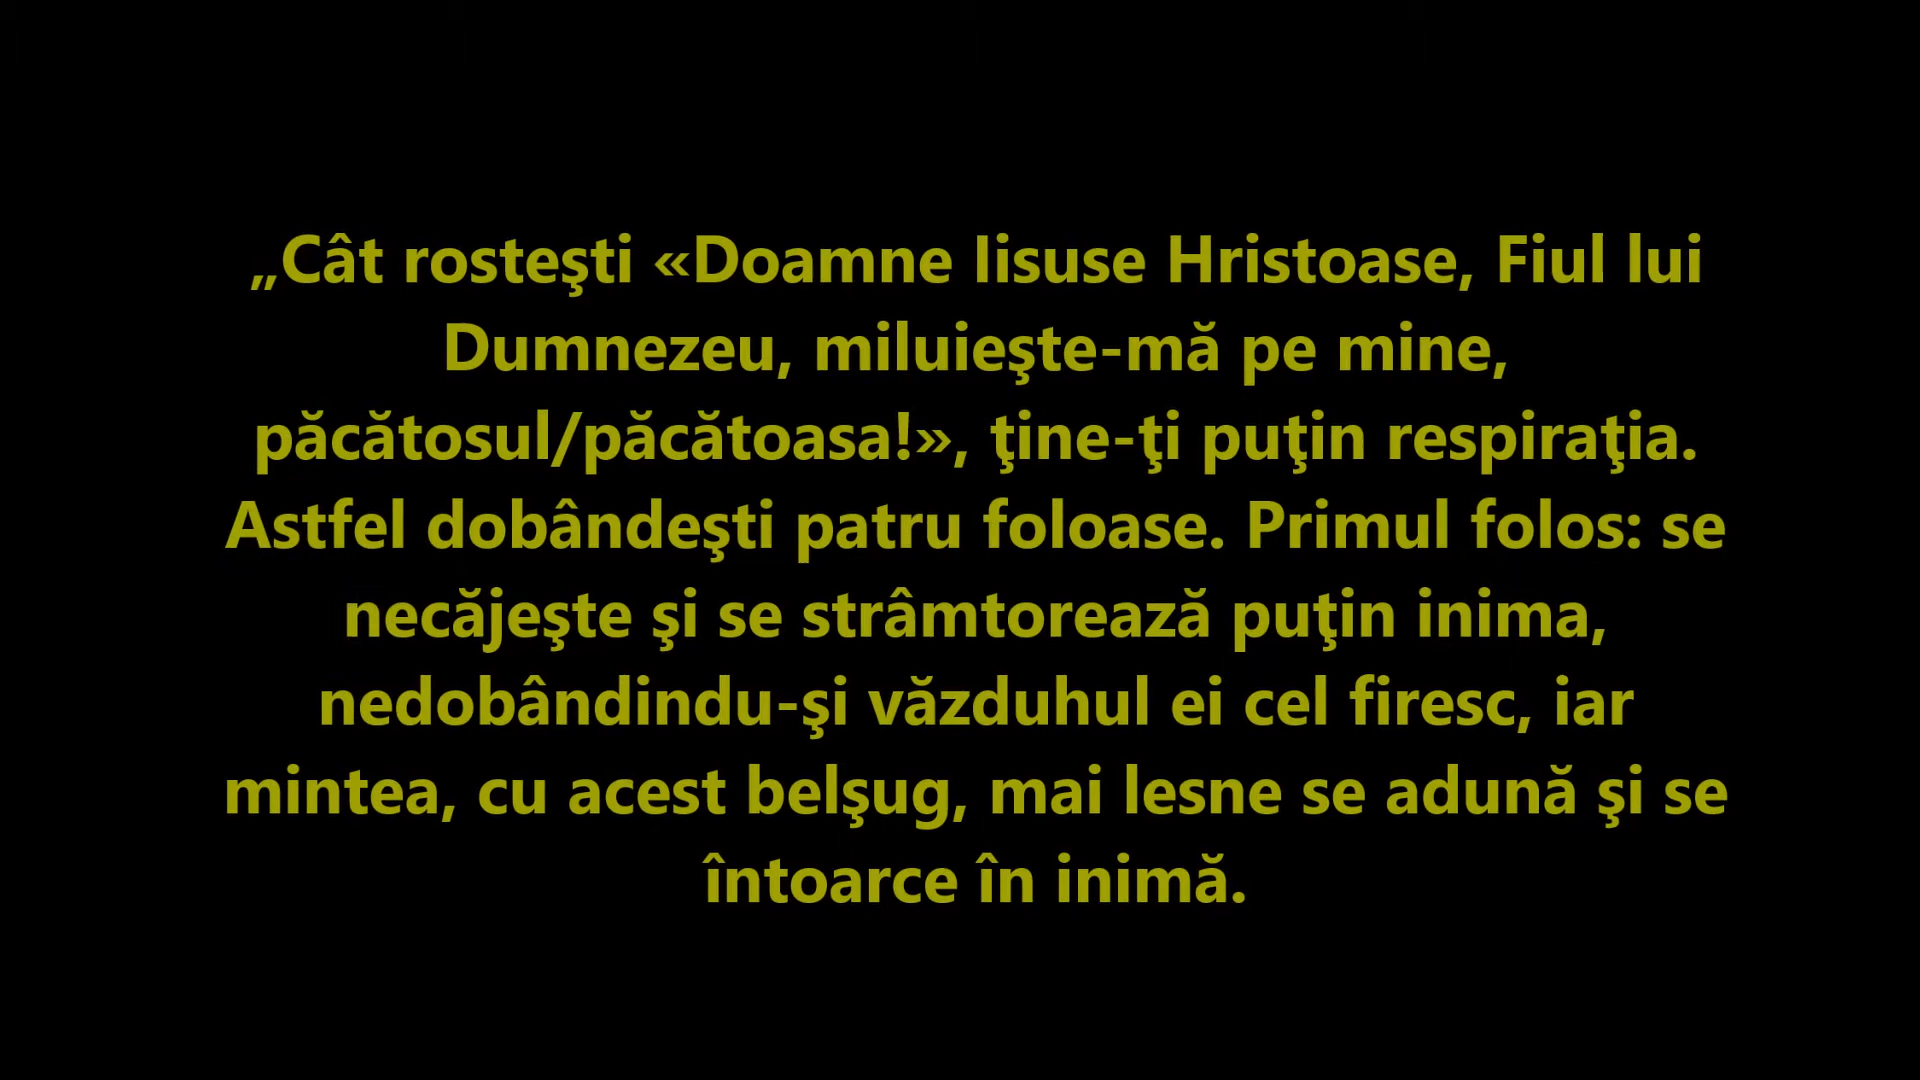 „Cât rosteşti «Doamne Iisuse Hristoase, Fiul lui
Dumnezeu, miluieşte-mă pe mine,
păcătosul/păcătoasa!», ţine-ţi puţin respiraţia.
Astfel dobândeşti patru foloase. Primul folos: se
necăjeşte şi se strâmtorează puţin inima,
nedobândindu-şi văzduhul ei cel firesc, iar
mintea, cu acest belşug, mai lesne se adună şi se
întoarce în inimă.